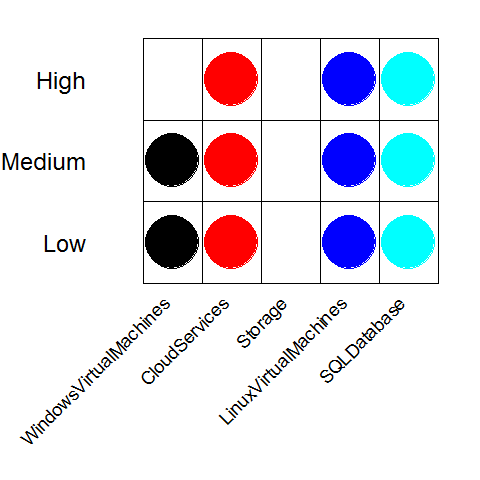 High
Medium
Low
WindowsVirtualMachines
CloudServices
Storage
LinuxVirtualMachines
SQLDatabase